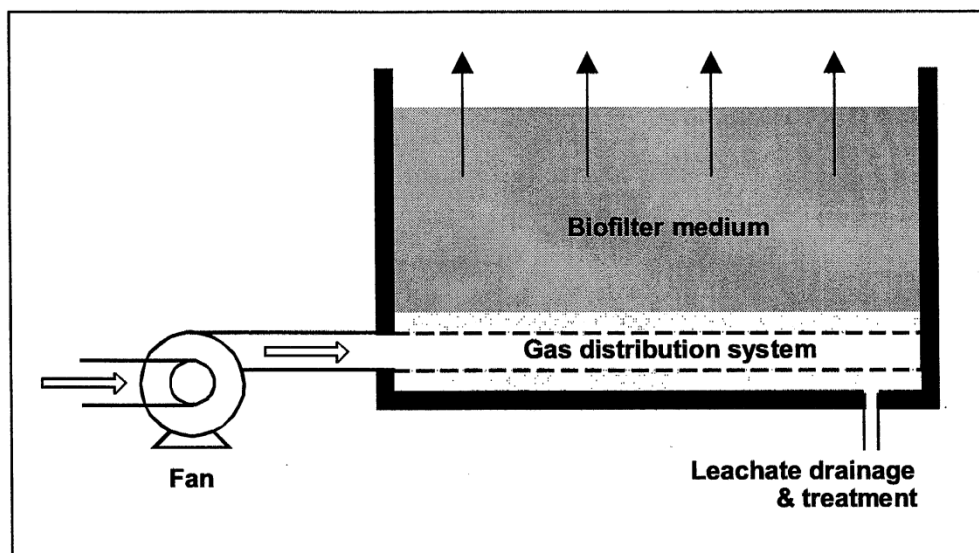 Biofilter medium
Gas distribution system
Fan
Leachate drainage
& treatment